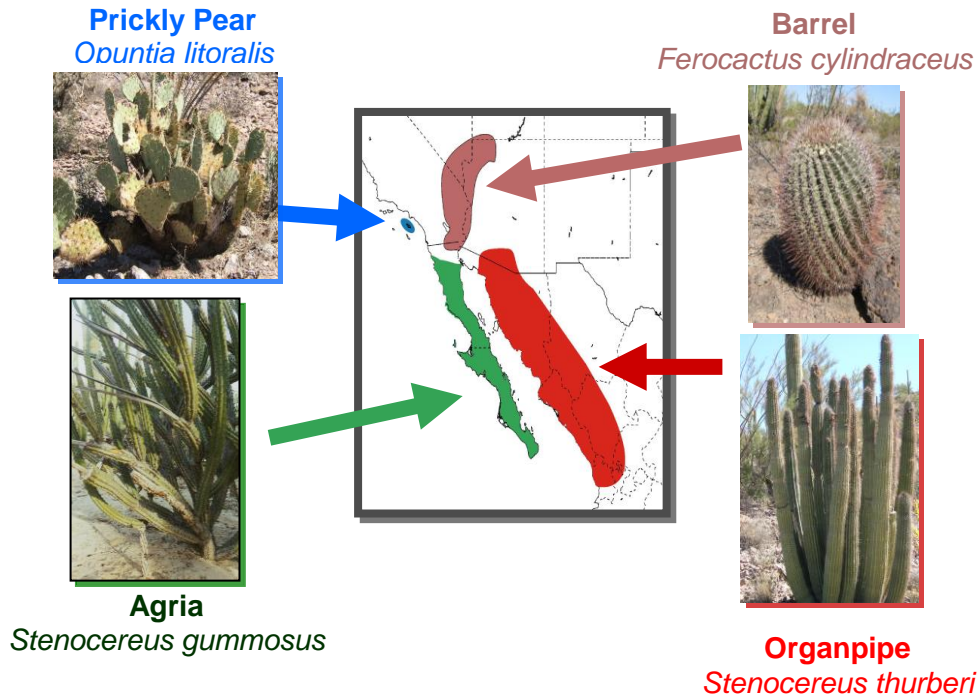 Prickly Pear
Opuntia litoralis
Barrel
Ferocactus cylindraceus
Agria
Stenocereus gummosus
Organpipe
Stenocereus thurberi